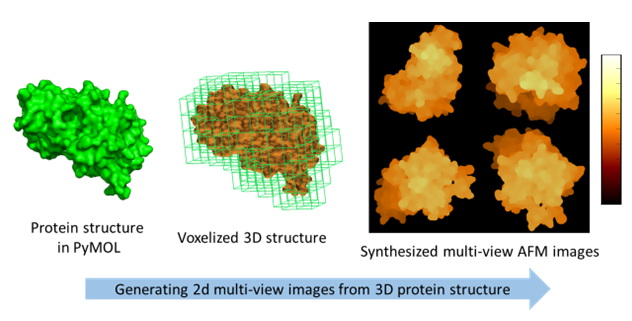 Protein structure
in PyMOL
Voxelized 3D structure
Synthesized multi-view AFM images
Generating 2d multi-view images from 3D protein structure